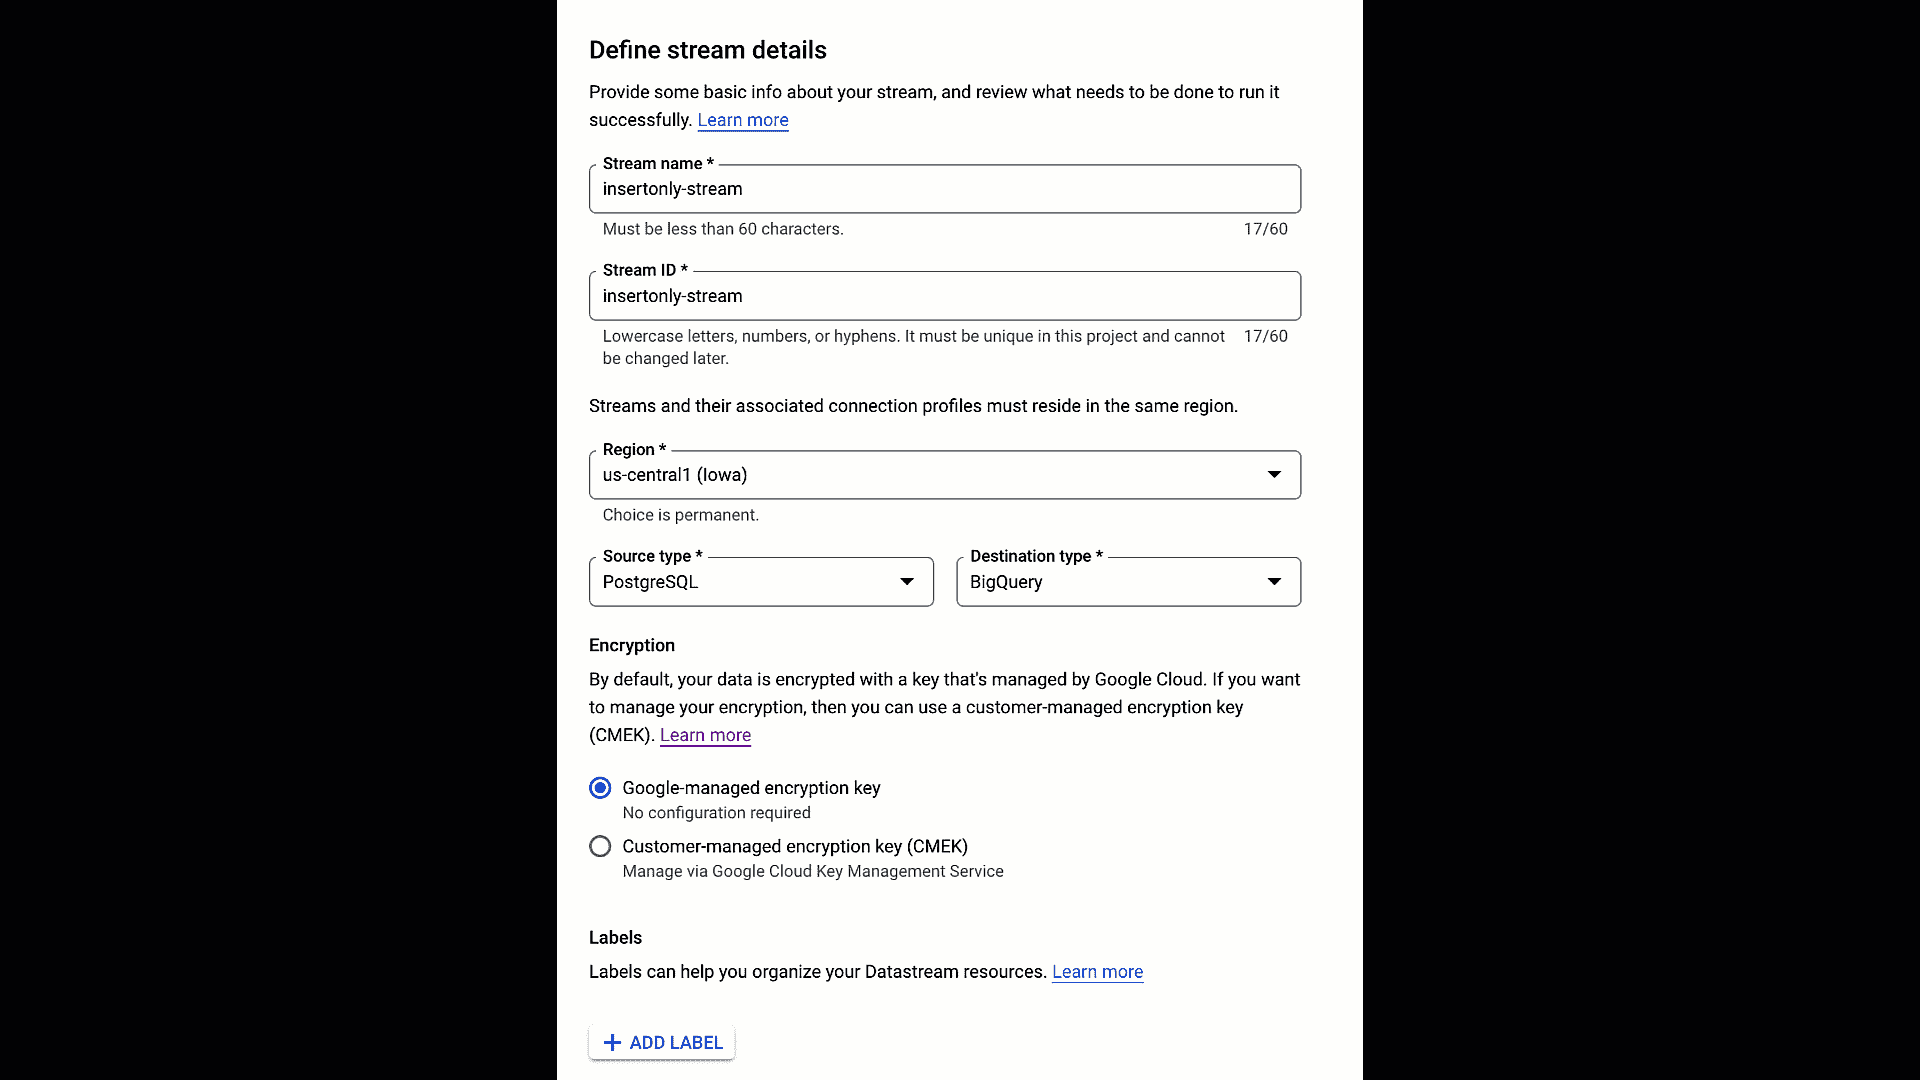 Define stream details
Provide some basic info about your stream, and review what needs to be done to run it
successfully. Learn more
Stream name *
insertonly-stream
Must be less than 60 characters. 17/60
Stream ID *
insertonly-stream
Lowercase letters, numbers, or hyphens. It must be unique in this project and cannot 17/60
be changed later.
Streams and their associated connection profiles must reside in the same region.
Region *
us-central1 (Iowa)
Choice is permanent.
Source type * Destination type *
PostgreSQL BigQuery
Encryption
By default, your data is encrypted with a key that's managed by Google Cloud. If you want
to manage your encryption, then you can use a customer-managed encryption key
(CMEK). Learn more
Google-managed encryption key
No configuration required
Customer-managed encryption key (CMEK)
Manage via Google Cloud Key Management Service
Labels
Labels can help you organize your Datastream resources. Learn more
+ ADD LABEL